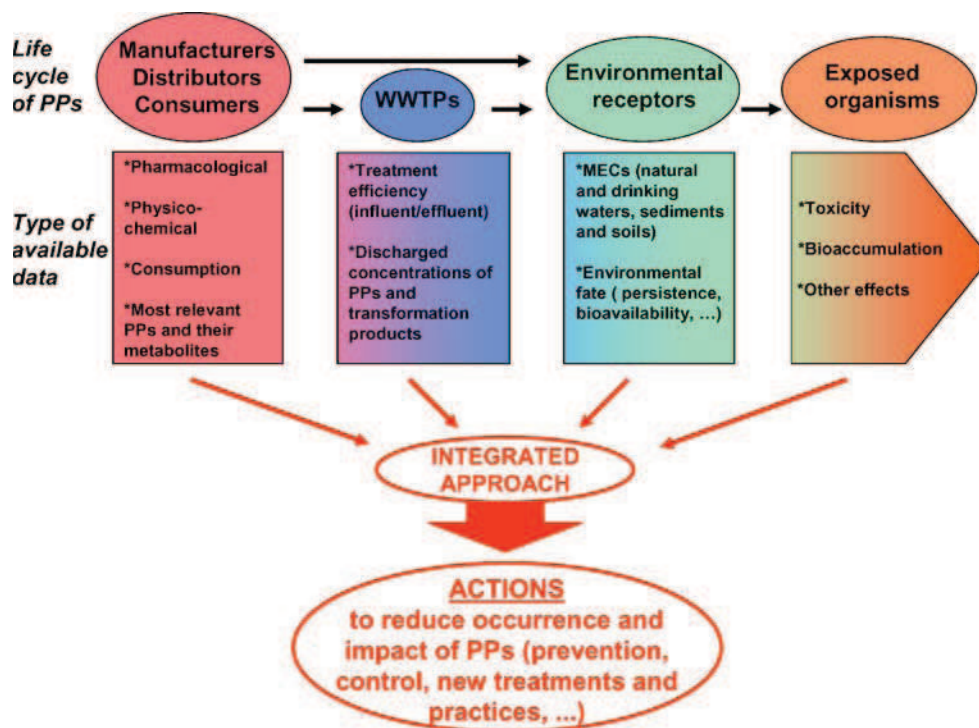 Life
cycle
of PPs
Manufacturers
Distributors
Consumers
WWTPs
Environmental
receptors
Exposed
organisms
Type of
available
data
*Pharmacological
*Physico-
chemical
*Consumption
*Most relevant
PPs and their
metabolites
*Treatment
efficiency
(influent/effluent)
*Discharged
concentrations of
PPs and
transformation
products
*MECs (natural
and drinking
waters, sediments
and soils)
*Environmental
fate ( persistence,
bioavailability, ...)
*Toxicity
*Bioaccumulation
*Other effects
INTEGRATED
APPROACH
ACTIONS
to reduce occurrence and
impact of PPs (prevention,
control, new treatments and
practices, ...)